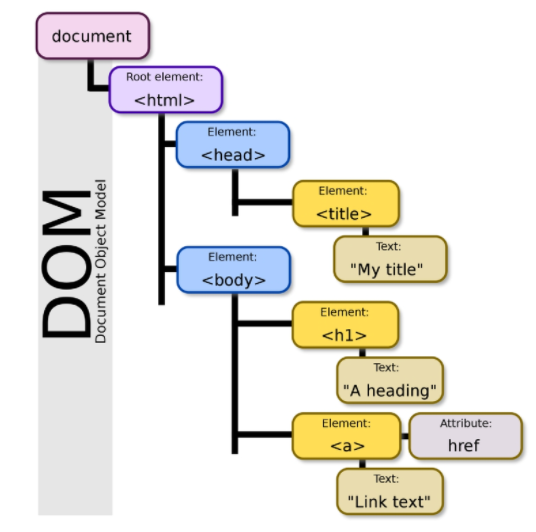 document
Root element:
<html>
Element:
<head>
Element:
<title>
Text:
"My title"
Element:
<body>
Element:
<h1>
Text:
"A heading"
Element:
<a>
Attribute:
href
Text:
"Link text"
DOM
Document Object Model